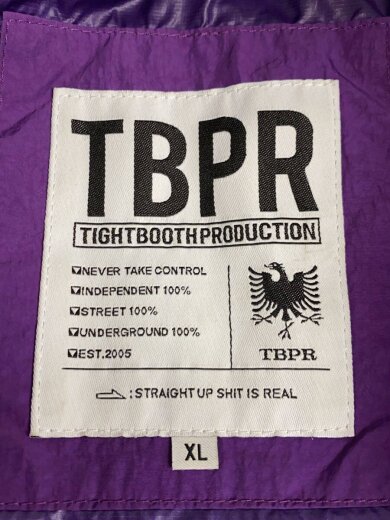 TBPR
TIGHTBOOTHPRODUCTION
NEVER TAKE CONTROL
INDEPENDENT 100%
STREET 100%
UNDERGROUND 100%
EST.2005
TBPR
:STRAIGHT UP SHIT IS REAL
XL